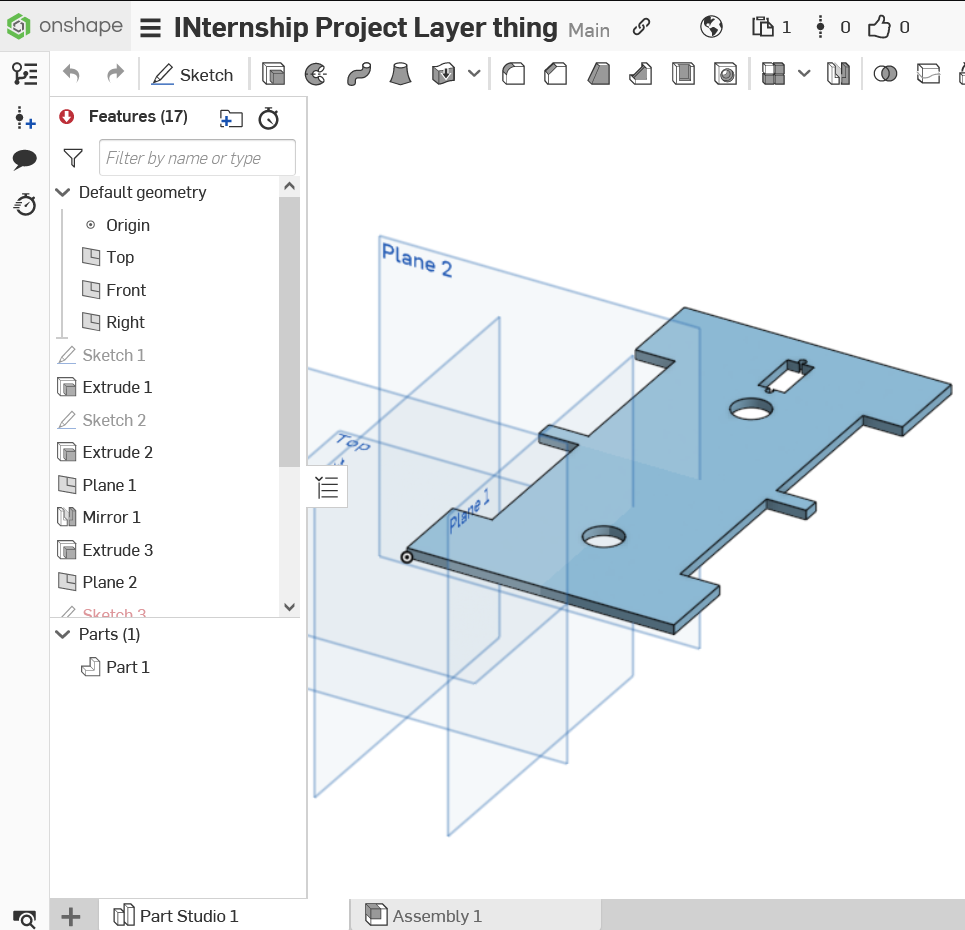 onshape
INternship Project Layer thing Main
1
0
0
Sketch
Features (17)
Filter by name or type
Default geometry
Origin
Top
Front
Right
Sketch 1
Extrude 1
Sketch 2
Extrude 2
Plane 1
Mirror 1
Extrude 3
Plane 2
Sketch 3
Parts (1)
Part 1
Plane 2
Top
Plane 1
Part Studio 1
Assembly 1